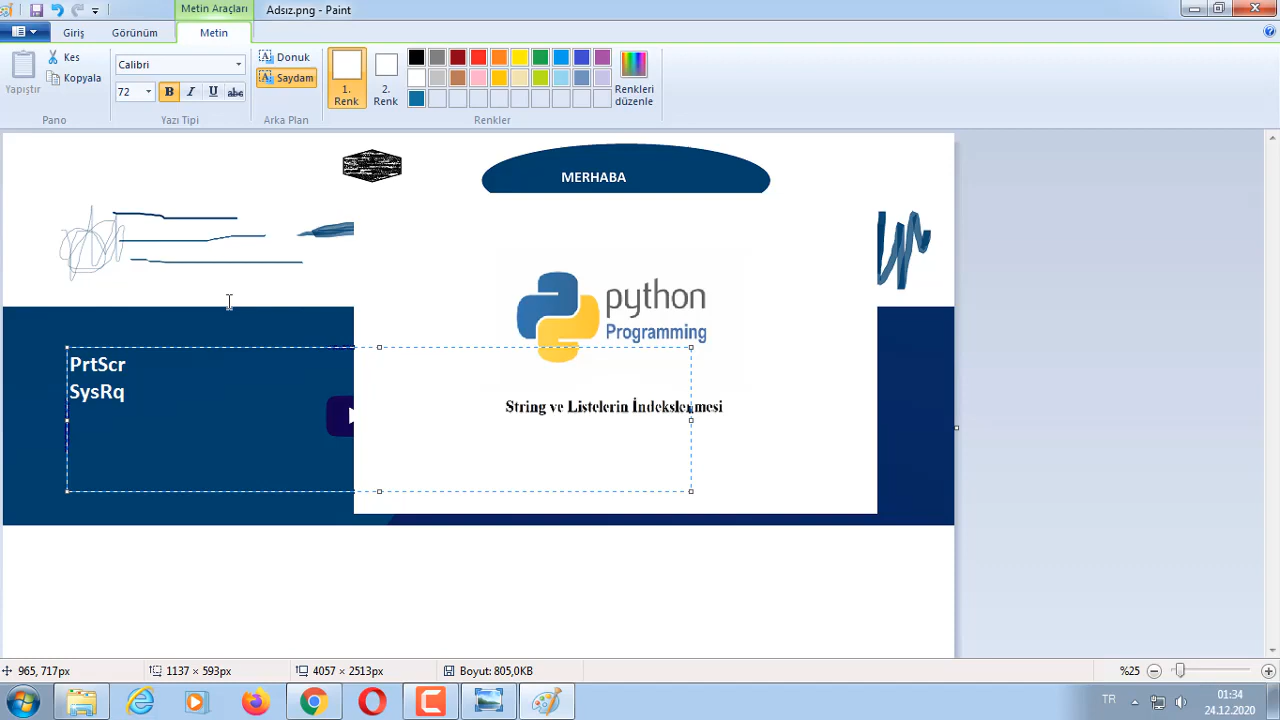 Metin Araçları
Adsız.png - Paint
Giriş
Görünüm
Metin
Yapıştır
Kes
Kopyala
Pano
Calibri
72
B
I
U
abc
Yazı Tipi
Donuk
Saydam
Arka Plan
1.
Renk
2.
Renk
Renkleri
düzenle
Renkler
MERHABA
python
Programming
PrtScr
SysRq
String ve Listelerin İndekslenmesi
965, 717px
1137 × 593px
4057 × 2513px
Boyut: 805,0KB
%25
TR
01:34
24.12.2020